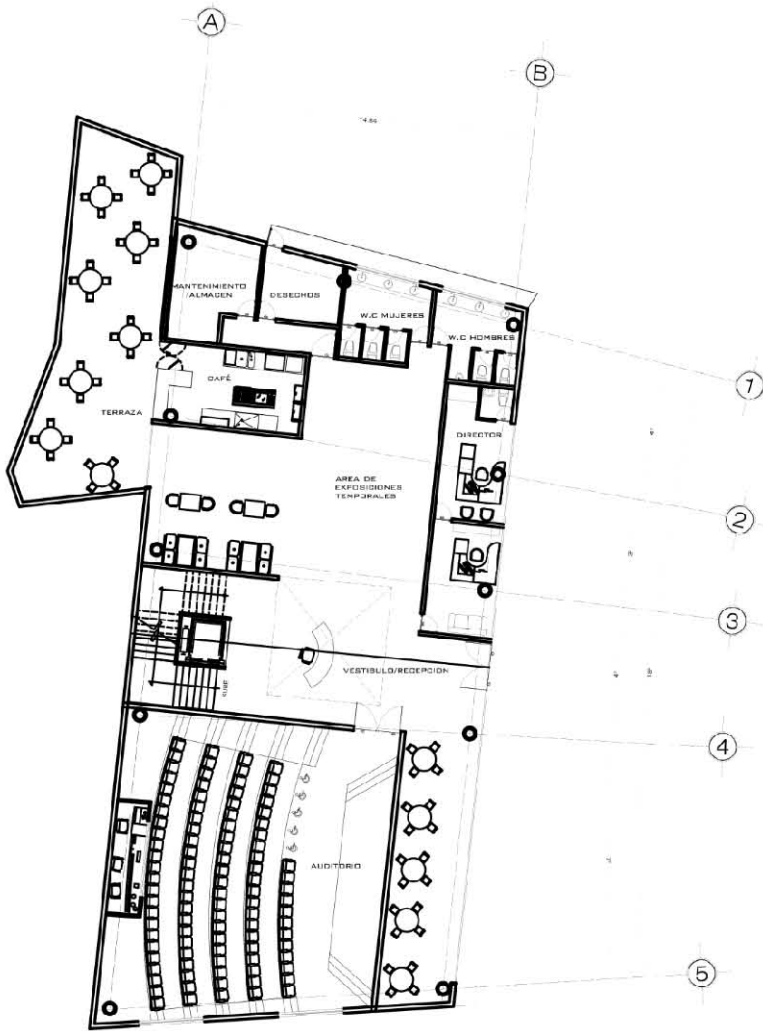 A
B
14.84
MANTENIMIENTO
/ALMACEN
DESECHOS
W.C MUJERES
W.C HOMBRES
1
CAFÉ
TERRAZA
DIRECTOR
AREA DE
EXPOSICIONES
TEMPORALES
2
3
VESTIBULO/RECEPCION
SUBE
4
AUDITORIO
5